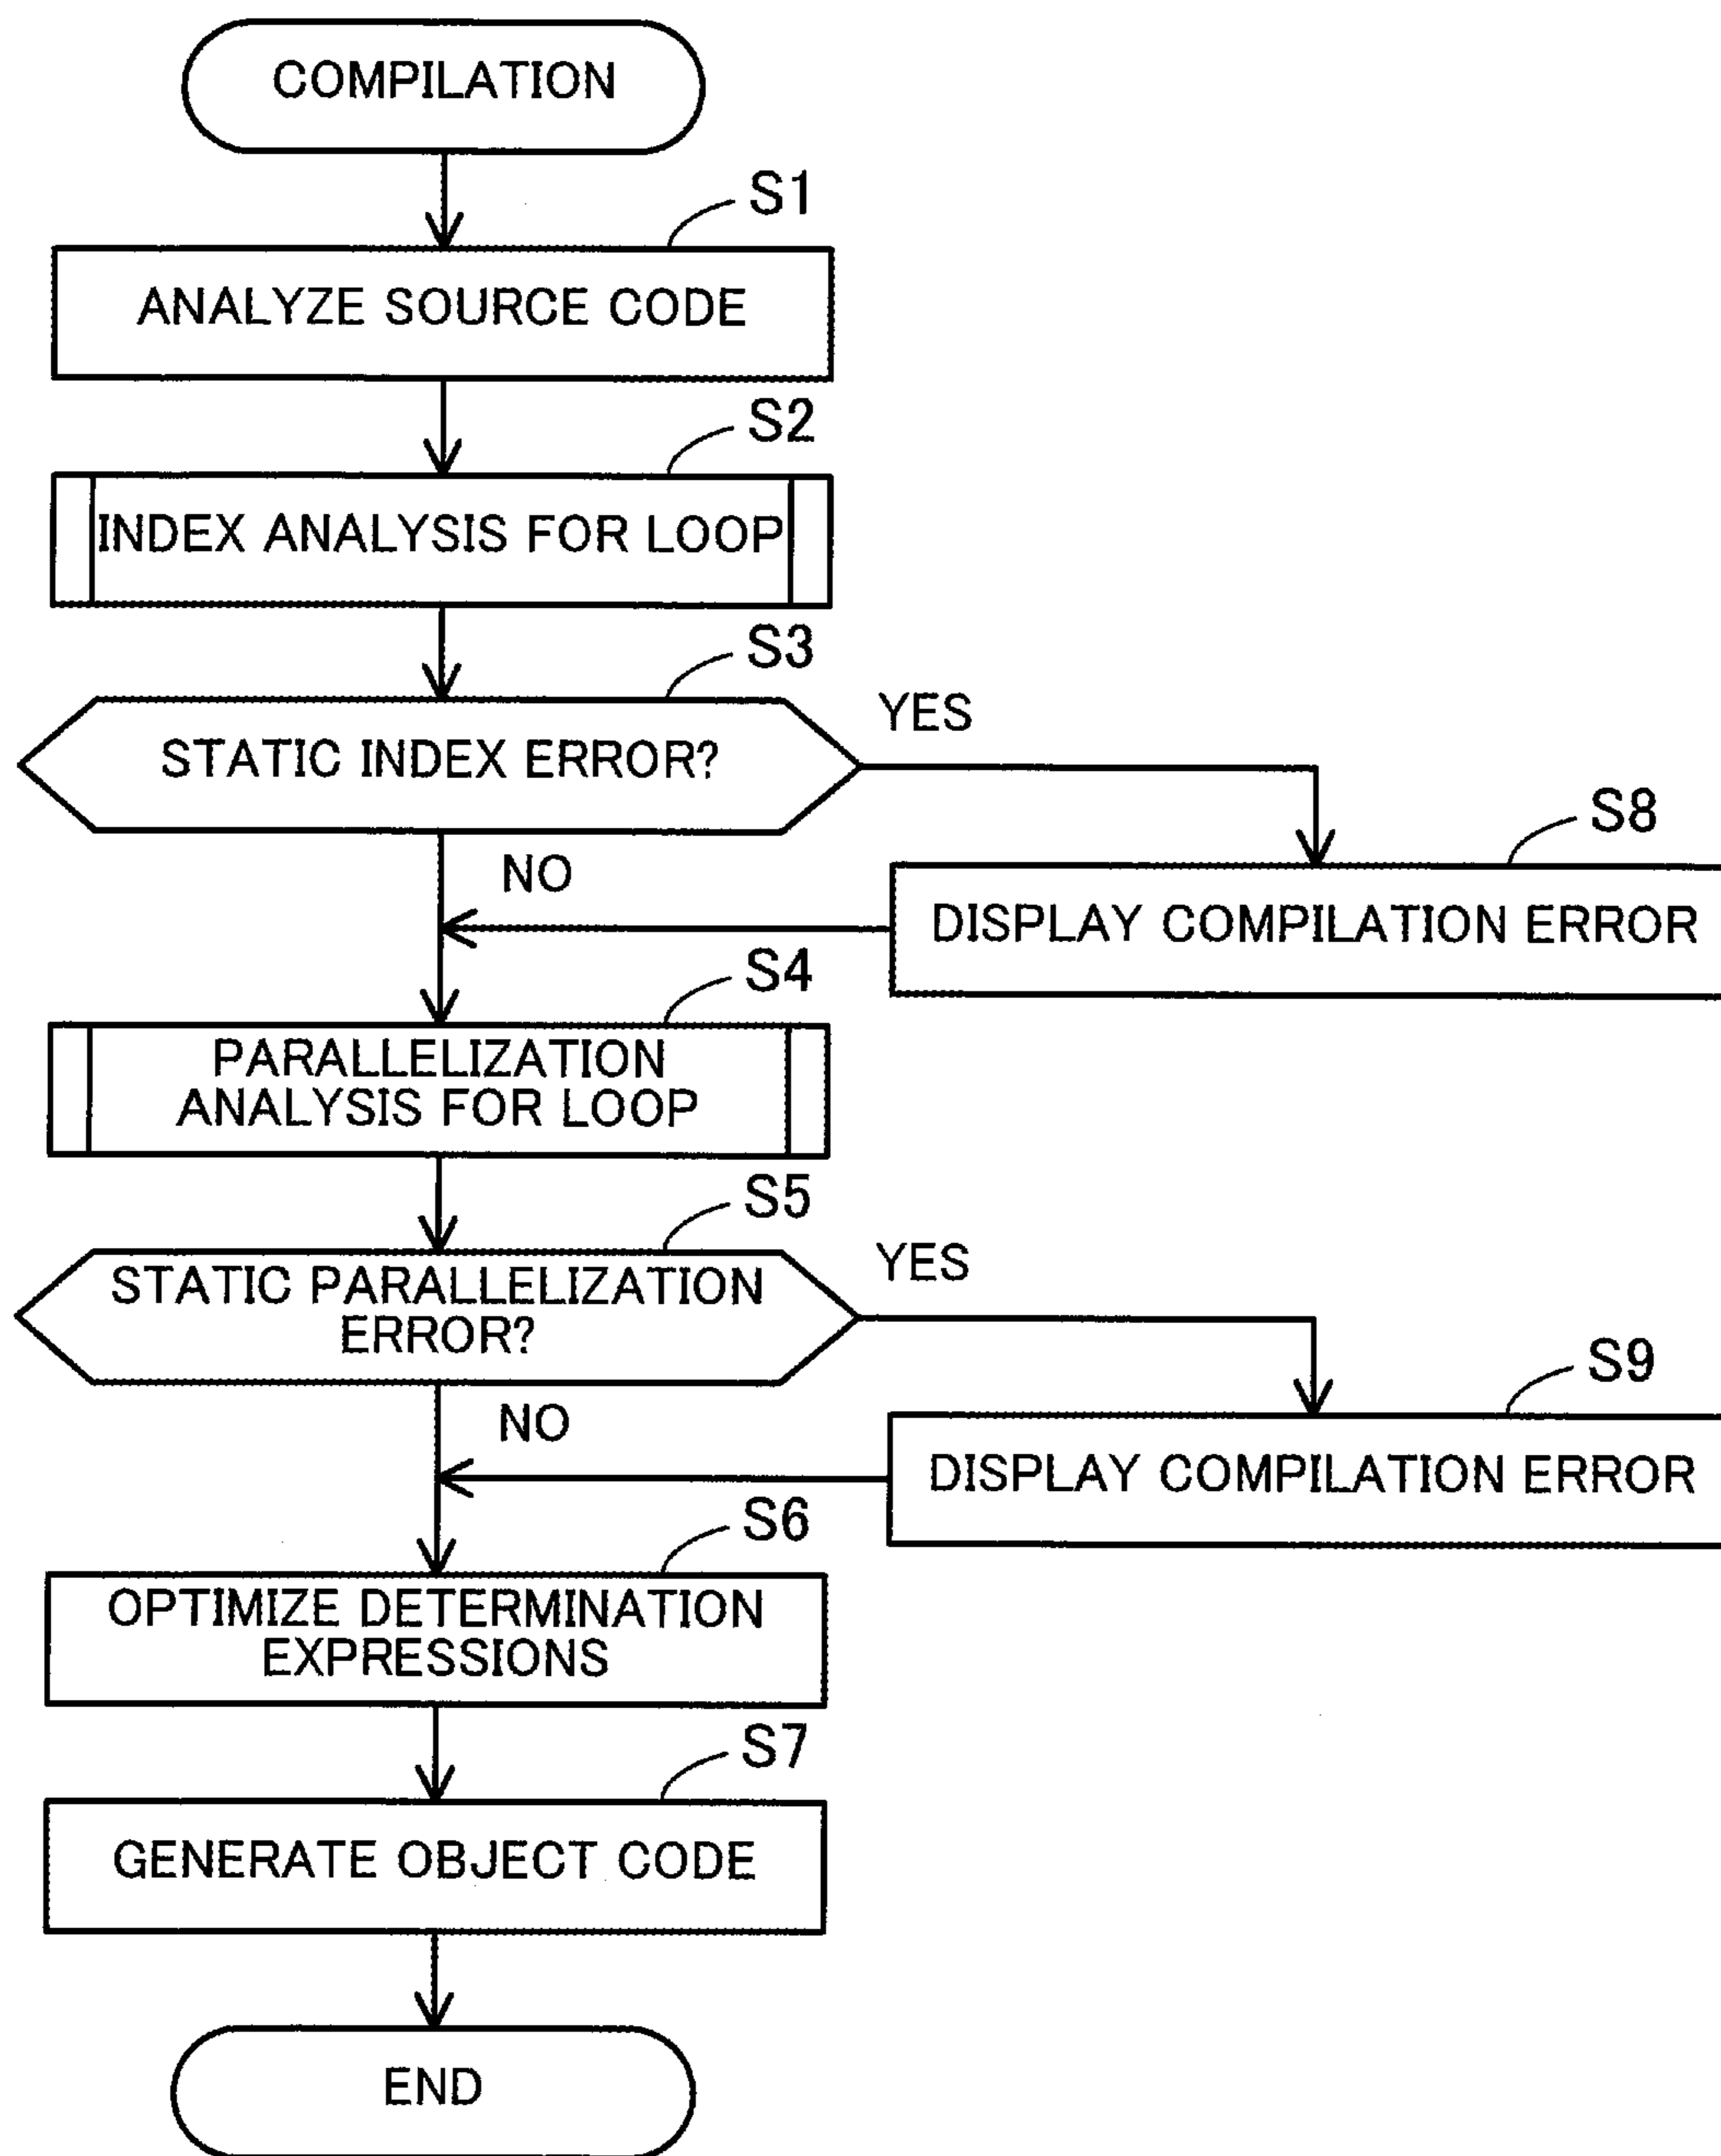 COMPILATION
S1
ANALYZE SOURCE CODE
S2
INDEX ANALYSIS FOR LOOP
S3
STATIC INDEX ERROR?
YES
S8
NO
DISPLAY COMPILATION ERROR
S4
PARALLELIZATION
ANALYSIS FOR LOOP
S5
STATIC PARALLELIZATION
ERROR?
YES
S9
NO
DISPLAY COMPILATION ERROR
S6
OPTIMIZE DETERMINATION
EXPRESSIONS
S7
GENERATE OBJECT CODE
END